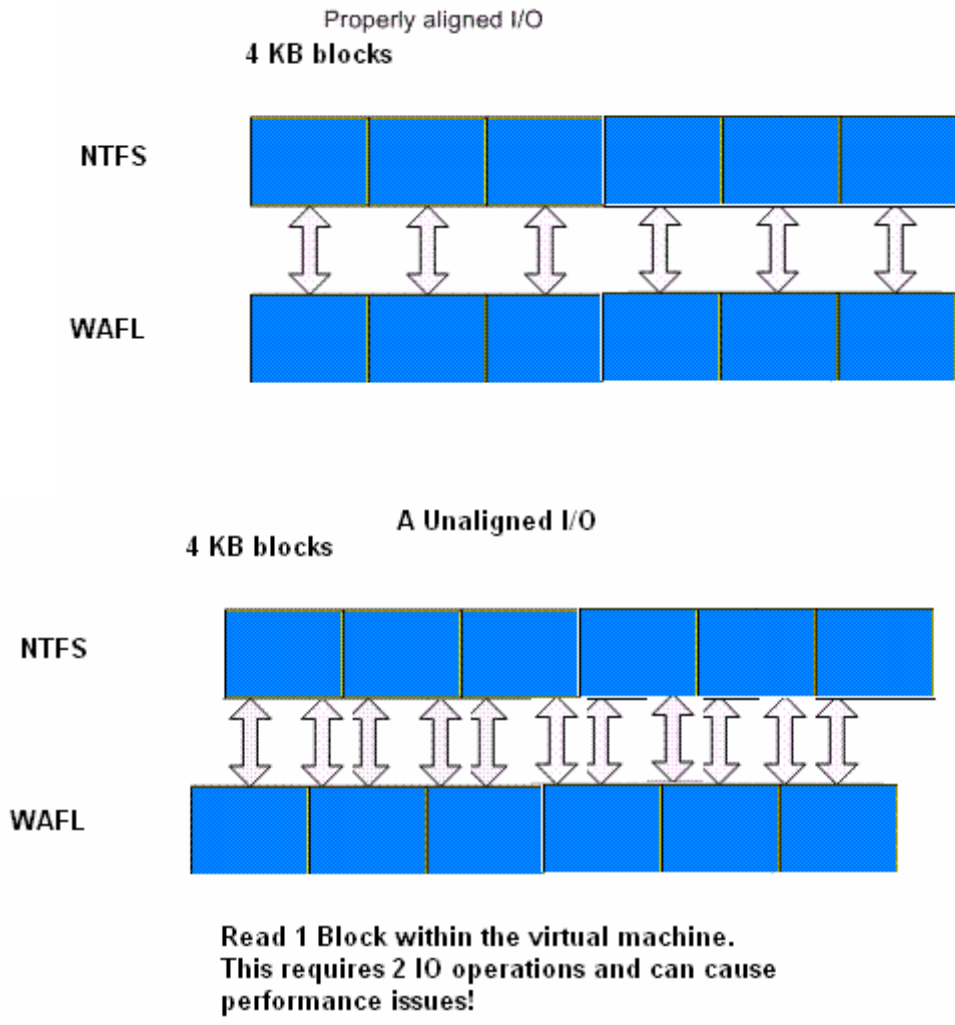 Properly aligned I/O
4 KB blocks
NTFS
WAFL
A Unaligned I/O
4 KB blocks
NTFS
WAFL
Read 1 Block within the virtual machine.
This requires 2 IO operations and can cause
performance issues!